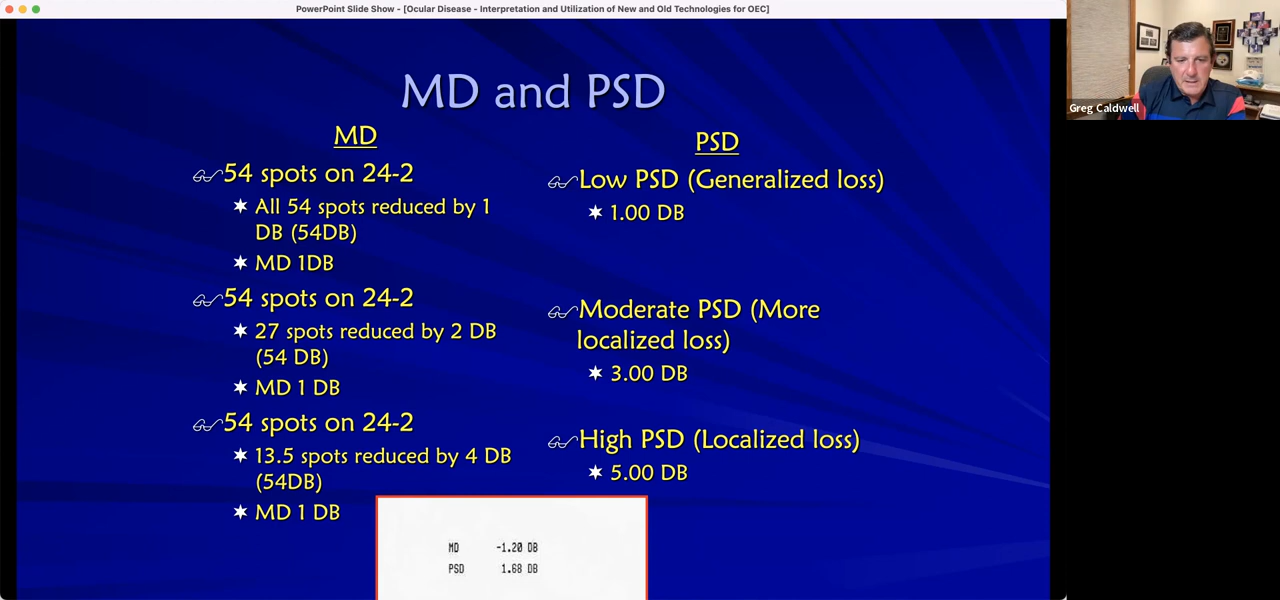 PowerPoint Slide Show - [Ocular Disease - Interpretation and Utilization of New and Old Technologies for OEC]
Greg Caldwell
MD and PSD
MD
54 spots on 24-2
All 54 spots reduced by 1
DB (54DB)
MD 1DB
54 spots on 24-2
27 spots reduced by 2 DB
(54 DB)
MD 1 DB
54 spots on 24-2
13.5 spots reduced by 4 DB
(54DB)
MD 1 DB
PSD
Low PSD (Generalized loss)
1.00 DB
Moderate PSD (More
localized loss)
3.00 DB
High PSD (Localized loss)
5.00 DB
MD -1.20 DB
PSD 1.68 DB